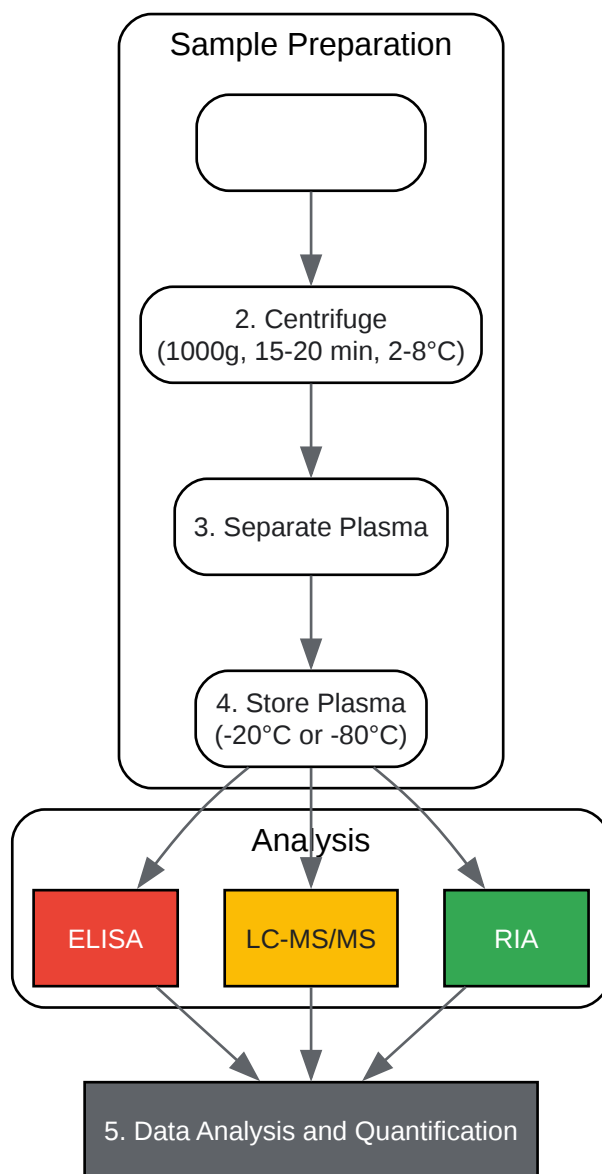 Sample Preparation
2. Centrifuge
(1000g, 15-20 min, 2-8°C)
3. Separate Plasma
4. Store Plasma
(-20°C or -80°C)
Analysis
ELISA
LC-MS/MS
RIA
5. Data Analysis and Quantification